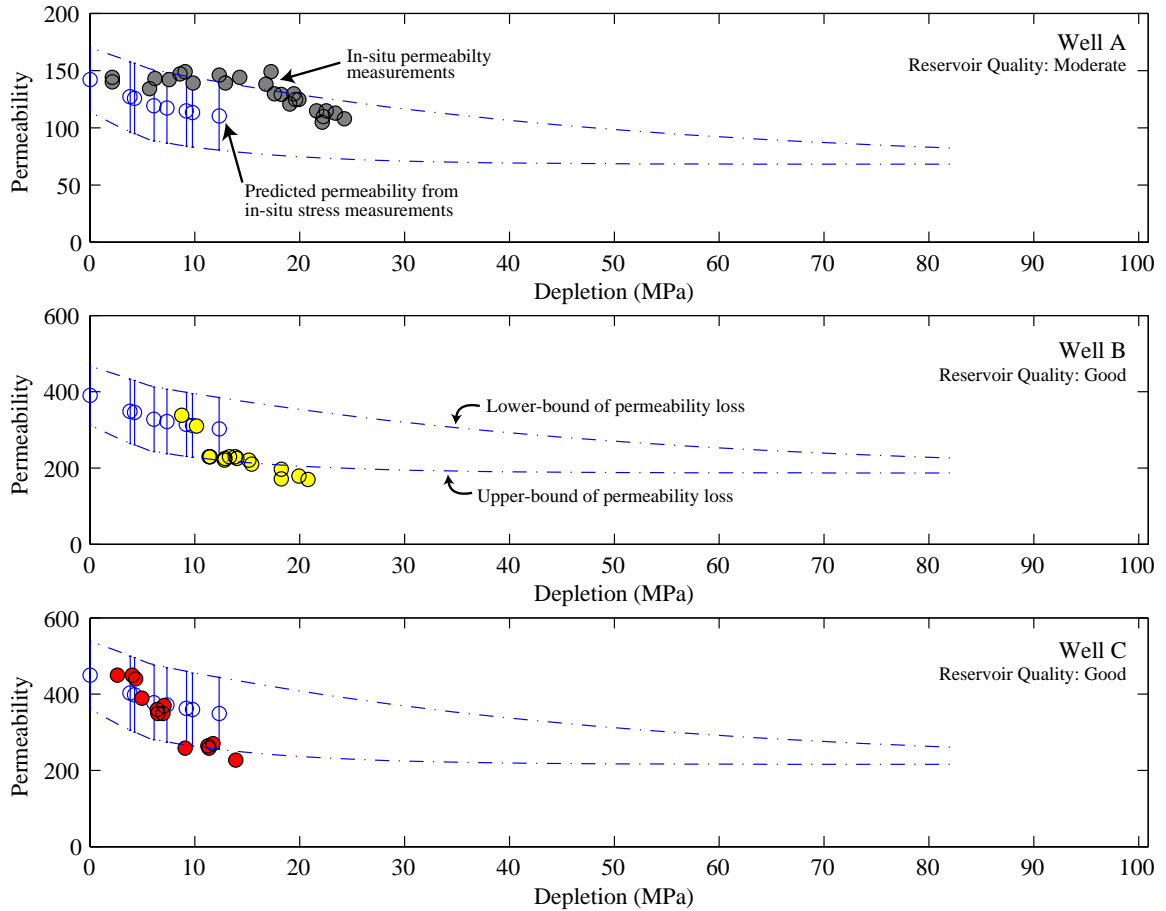 200
150
100
50
0
Permeability
Well A
Reservoir Quality: Moderate
In-situ permeabilty
measurements
Predicted permeability from
in-situ stress measurements
0 10 20 30 40 50 60 70 80 90 100
Depletion (MPa)
600
400
200
0
Permeability
Well B
Reservoir Quality: Good
Lower-bound of permeability loss
Upper-bound of permeability loss
0 10 20 30 40 50 60 70 80 90 100
Depletion (MPa)
600
400
200
0
Permeability
Well C
Reservoir Quality: Good
0 10 20 30 40 50 60 70 80 90 100
Depletion (MPa)